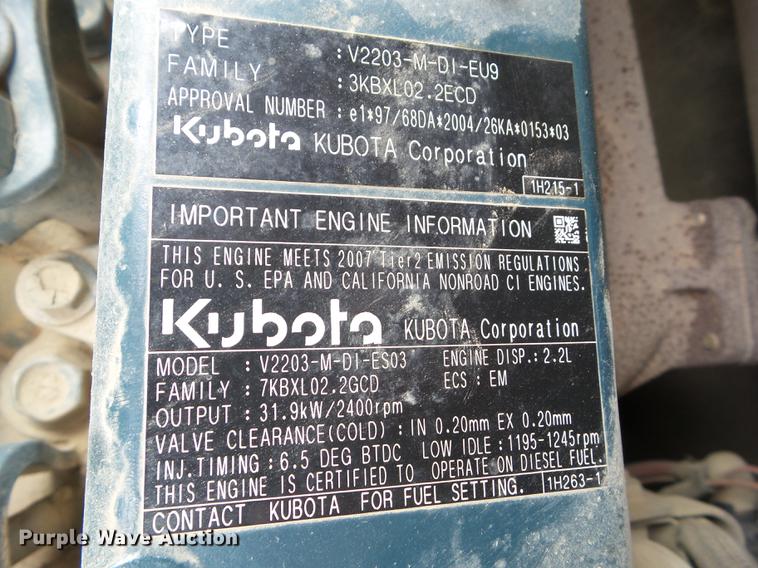 TYPE : V2203-M-DI-EU9
FAMILY : 3KBXL02.2ECD
APPROVAL NUMBER : e1*97/68DA*2004/26KA*0153*03
Kubota KUBOTA Corporation
1H215-1
IMPORTANT ENGINE INFORMATION
THIS ENGINE MEETS 2007 Tier2 EMISSION REGULATIONS
FOR U. S. EPA AND CALIFORNIA NONROAD CI ENGINES.
Kubota KUBOTA Corporation
MODEL : V2203-M-DI-ES03 ENGINE DISP.: 2.2L
FAMILY : 7KBXL02.2GCD ECS : EM
OUTPUT : 31.9kW/2400rpm
VALVE CLEARANCE(COLD) : IN 0.20mm EX 0.20mm
INJ.TIMING : 6.5 DEG BTDC LOW IDLE : 1195-1245rpm
THIS ENGINE IS CERTIFIED TO OPERATE ON DIESEL FUEL.
CONTACT KUBOTA FOR FUEL SETTING. 1H263-1
Purple Wave Auction